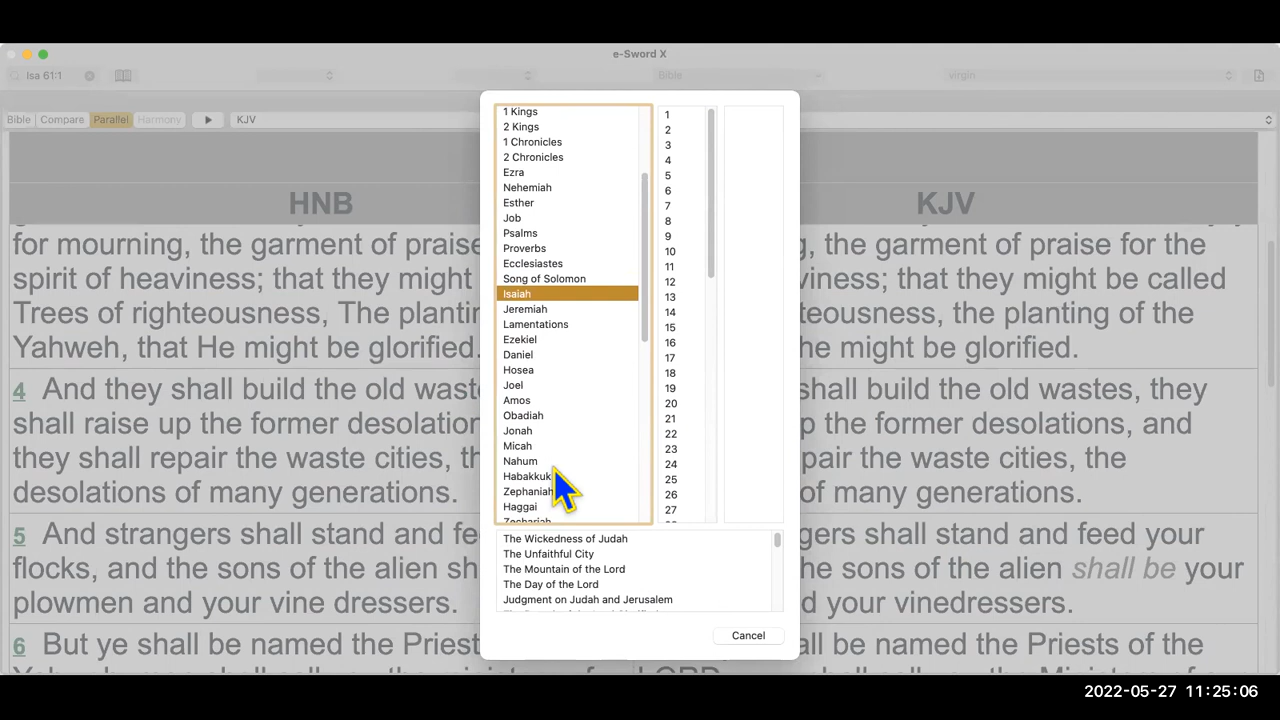 e-Sword X
Isa 61:1
Bible
virgin
Bible
Compare
Parallel
Harmony
KJV
HNB
KJV
for mourning, the garment of praise
spirit of heaviness; that they might
Trees of righteousness, The plantin
Yahweh, that He might be glorified.
4 And they shall build the old waste
shall raise up the former desolation
they shall repair the waste cities, th
desolations of many generations.
5 And strangers shall stand and fee
flocks, and the sons of the alien sh
plowmen and your vine dressers.
6 But ye shall be named the Priests
1 Kings
2 Kings
1 Chronicles
2 Chronicles
Ezra
Nehemiah
Esther
Job
Psalms
Proverbs
Ecclesiastes
Song of Solomon
Isaiah
Jeremiah
Lamentations
Ezekiel
Daniel
Hosea
Joel
Amos
Obadiah
Jonah
Micah
Nahum
Habakkuk
Zephaniah
Haggai
Zechariah
1
2
3
4
5
6
7
8
9
10
11
12
13
14
15
16
17
18
19
20
21
22
23
24
25
26
27
The Wickedness of Judah
The Unfaithful City
The Mountain of the Lord
The Day of the Lord
Judgment on Judah and Jerusalem
Cancel
g, the garment of praise for the
viness; that they might be called
teousness, the planting of the
he might be glorified.
shall build the old wastes, they
p the former desolations, and
pair the waste cities, the
of many generations.
gers shall stand and feed your
he sons of the alien shall be your
d your vinedressers.
all be named the Priests of the
2022-05-27 11:25:06